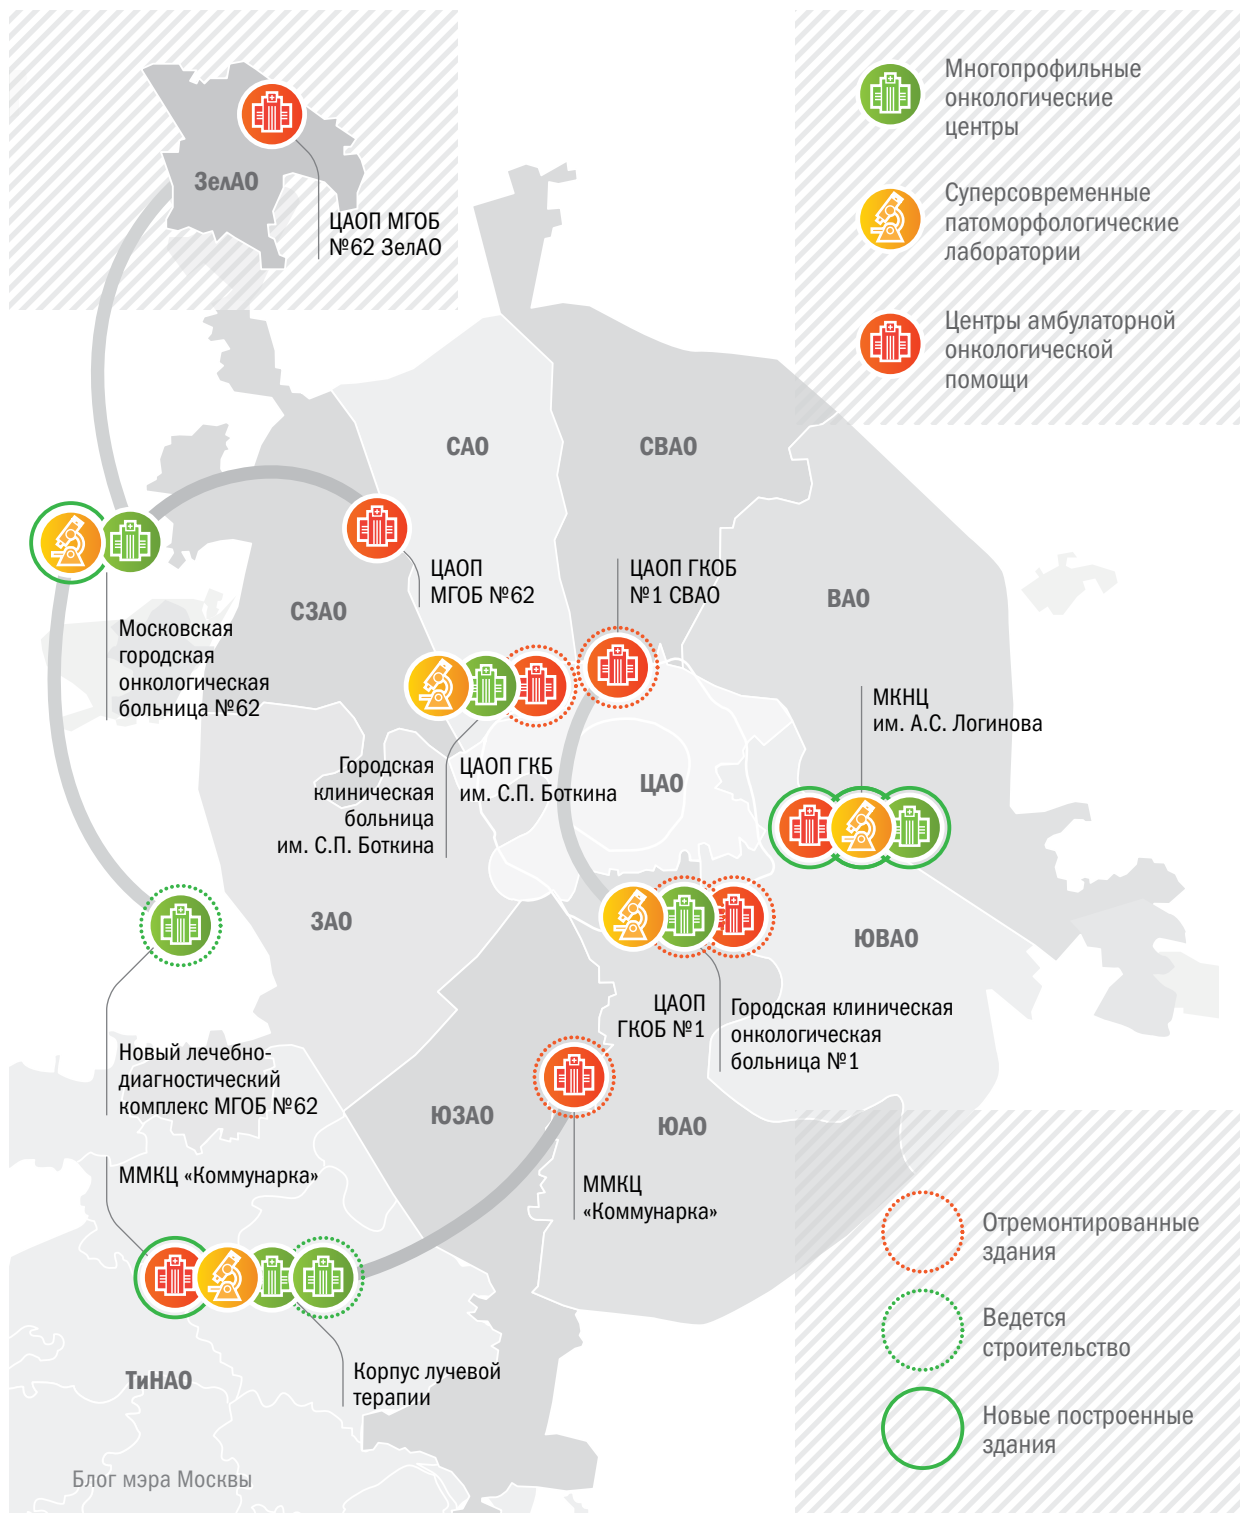 Многопрофильные
онкологические
центры
Суперсовременные
патоморфологические
лаборатории
Центры амбулаторной
онкологической
помощи
ЗелАО
ЦАОП МГОБ
№62 ЗелАО
САО
СВАО
ЦАОП
МГОБ №62
ЦАОП ГКОБ
№1 СВАО
ВАО
СЗАО
Московская
городская
онкологическая
больница №62
МКНЦ
им. А.С. Логинова
Городская
клиническая
больница
им. С.П. Боткина
ЦАОП ГКБ
им. С.П. Боткина
ЦАО
ЗАО
ЮВАО
ЦАОП
ГКОБ №1
Городская клиническая
онкологическая
больница №1
Новый лечебно-
диагностический
комплекс МГОБ №62
ЮЗАО
ЮАО
ММКЦ «Коммунарка»
ММКЦ
«Коммунарка»
Отремонтированные
здания
Ведется
строительство
Новые построенные
здания
ТиНАО
Корпус лучевой
терапии
Блог мэра Москвы